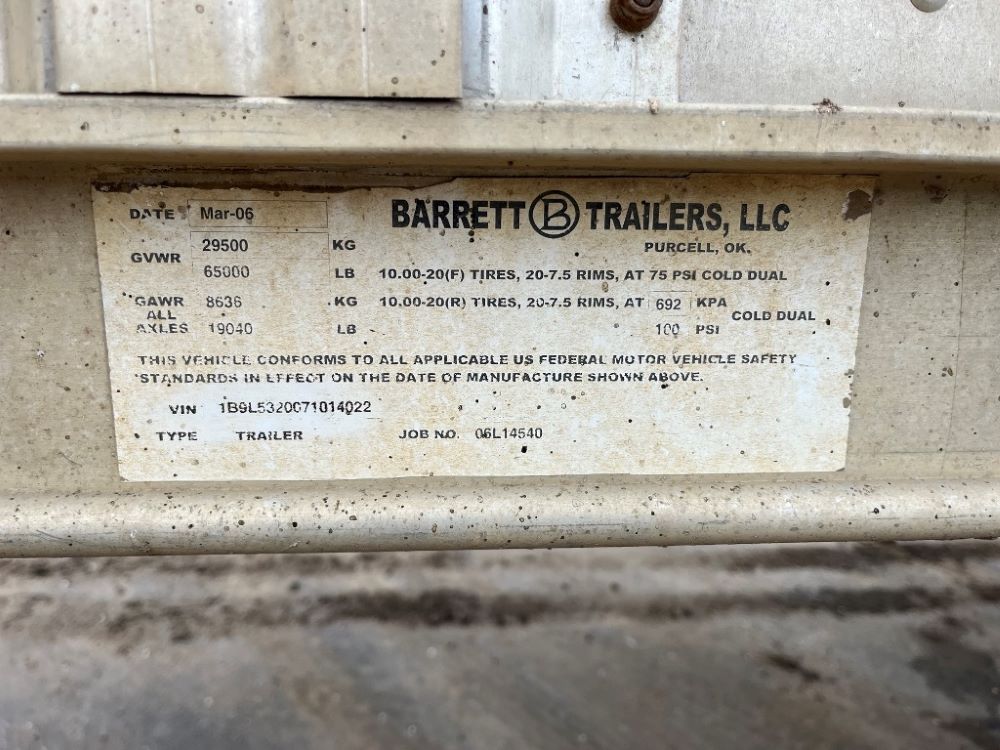 DATE Mar-06
BARRETT B TRAILERS, LLC
PURCELL, OK.
GVWR 29500 KG
65000 LB 10.00-20(F) TIRES, 20-7.5 RIMS, AT 75 PSI COLD DUAL
GAWR 8636 KG 10.00-20(R) TIRES, 20-7.5 RIMS, AT 692 KPA
ALL COLD DUAL
AXLES 19040 LB 100 PSI
THIS VEHICLE CONFORMS TO ALL APPLICABLE US FEDERAL MOTOR VEHICLE SAFETY
STANDARDS IN EFFECT ON THE DATE OF MANUFACTURE SHOWN ABOVE.
VIN 1B9L5320071014022
TYPE TRAILER JOB NO. 06L14540